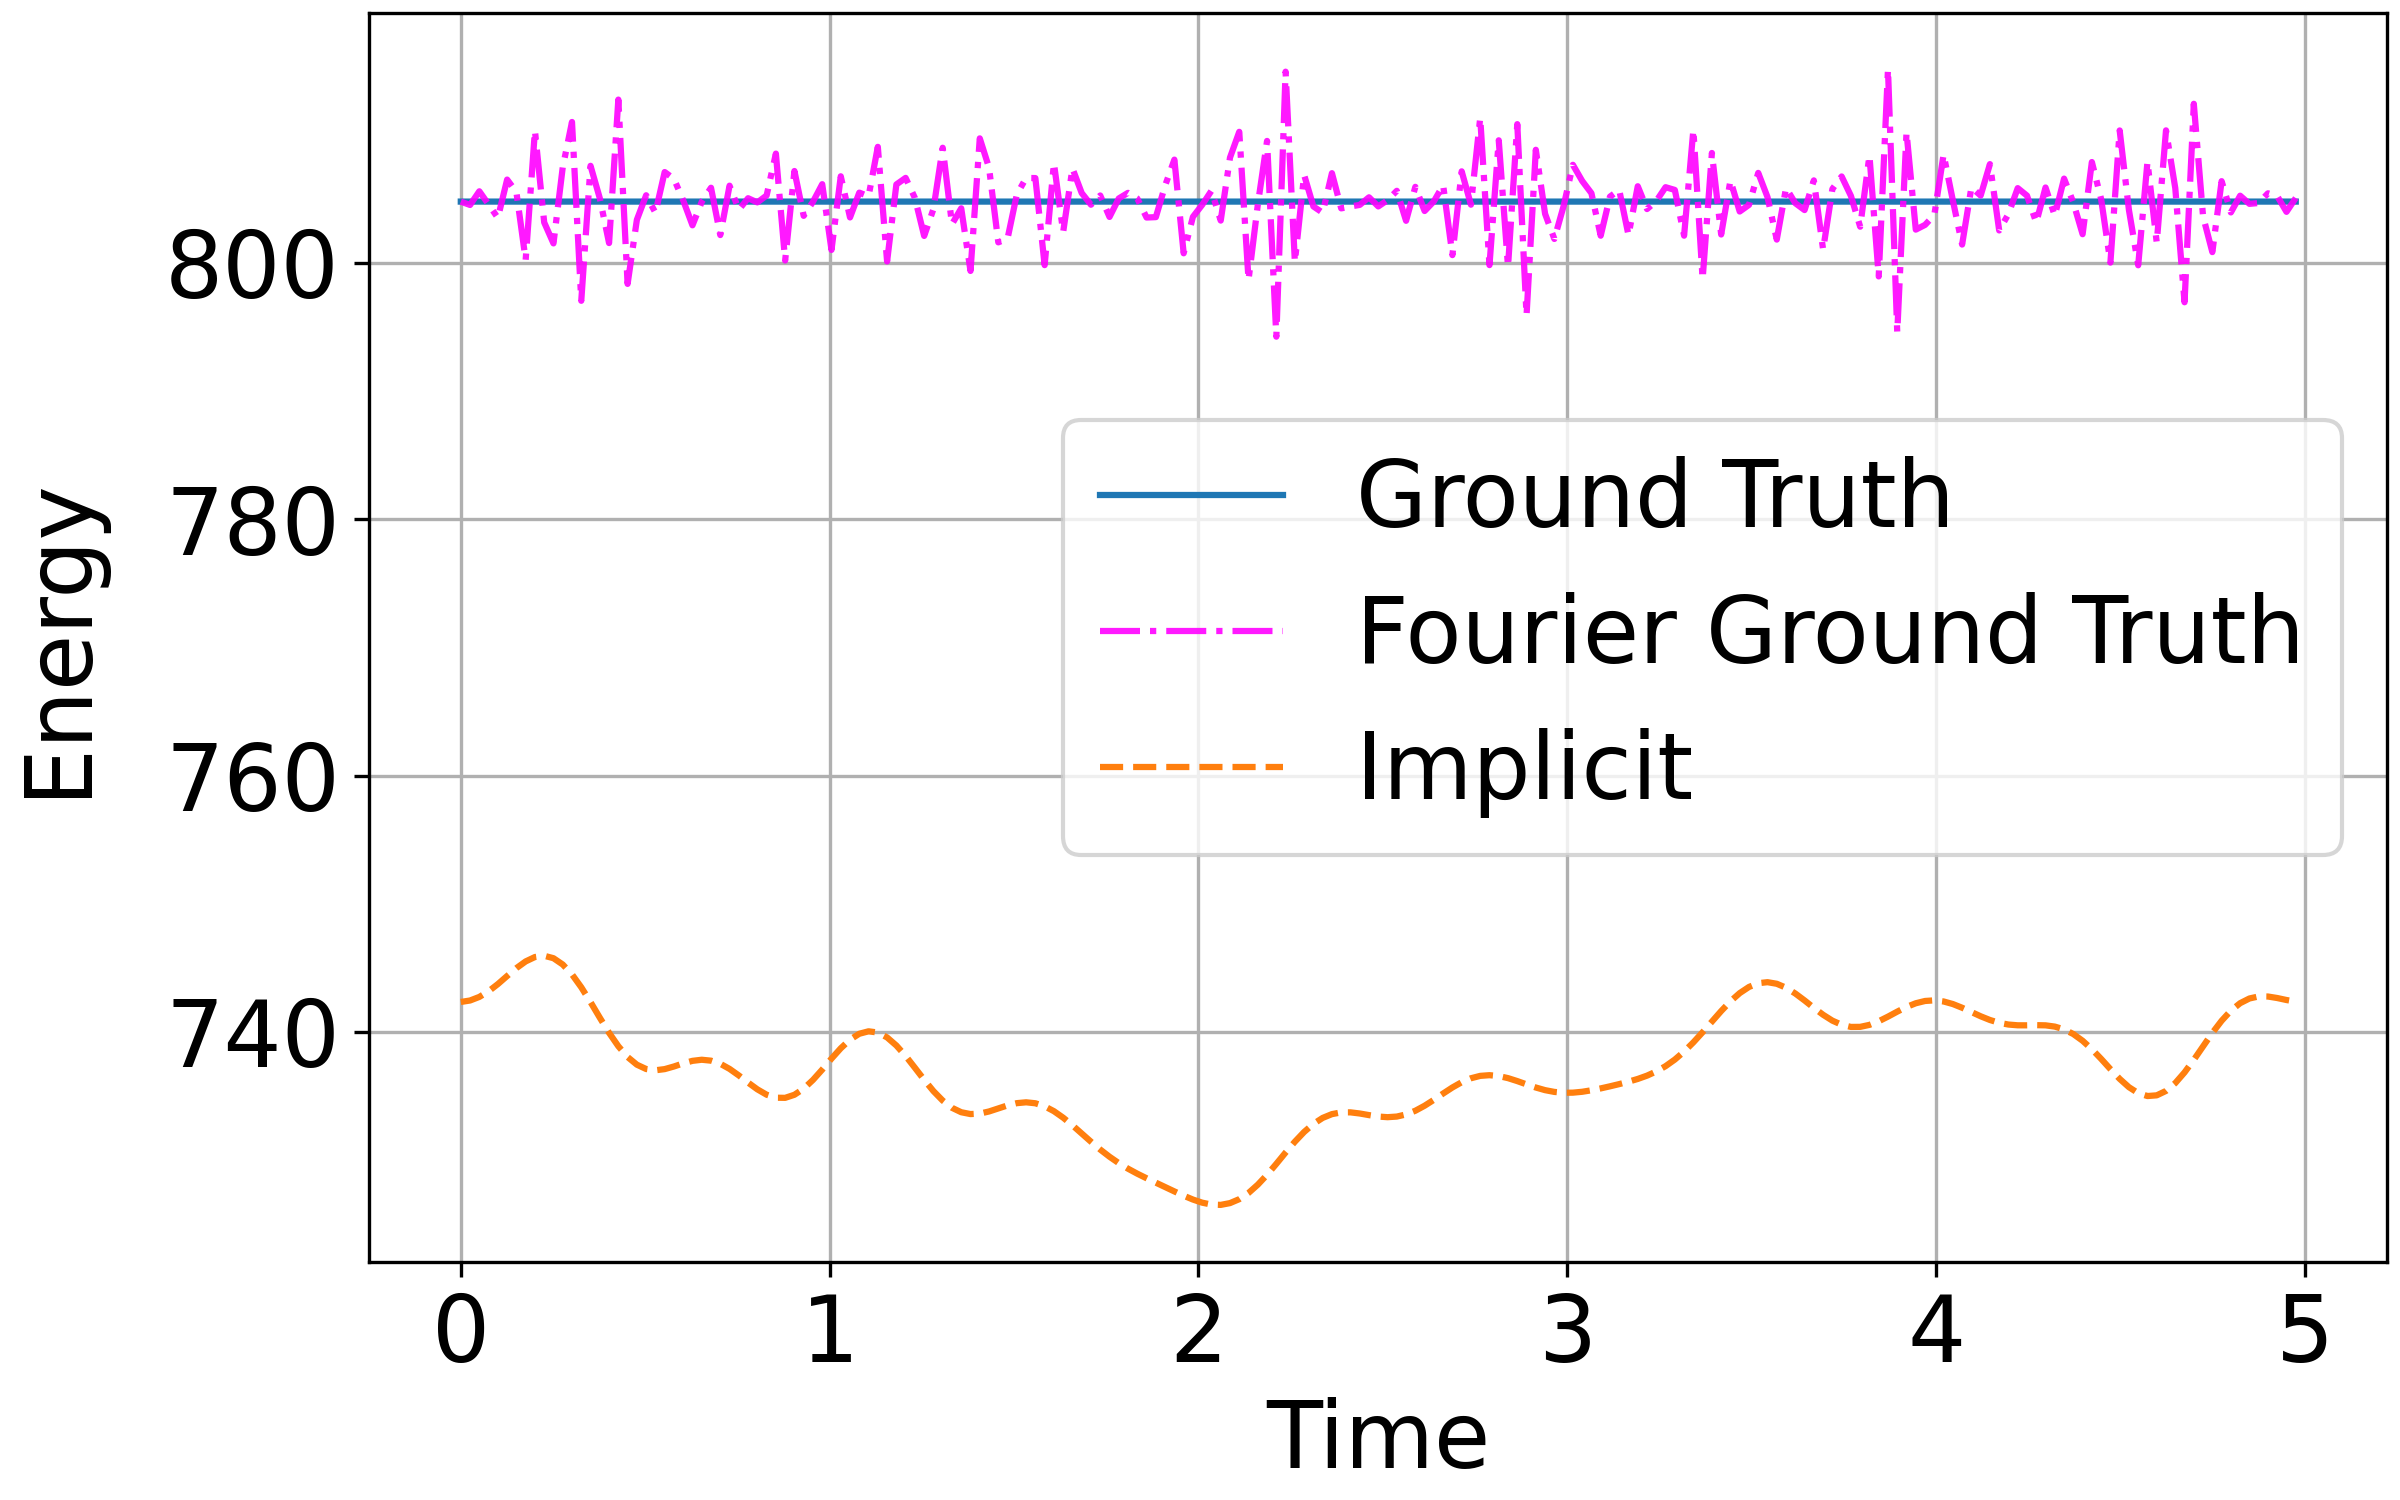 Energy
800
780
760
740
Ground Truth
Fourier Ground Truth
Implicit
0 1 2 3 4 5
Time